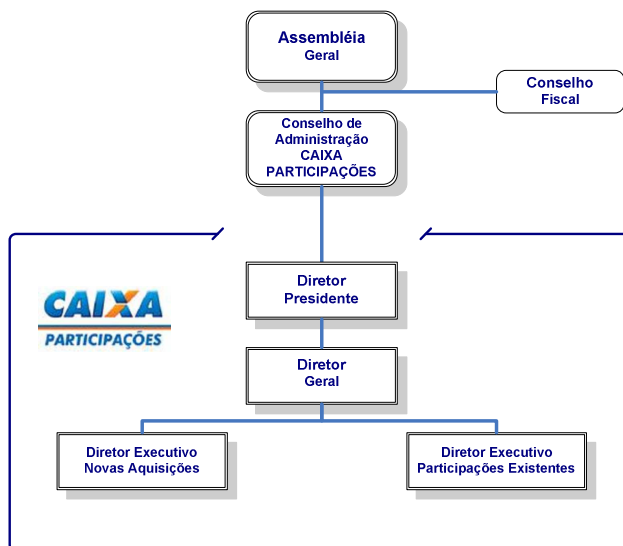 Assembléia
Geral
Conselho
Fiscal
Conselho de
Administração
CAIXA
PARTICIPAÇÕES
Diretor
Presidente
CAIXA
PARTICIPAÇÕES
Diretor
Geral
Diretor Executivo
Novas Aquisições
Diretor Executivo
Participações Existentes